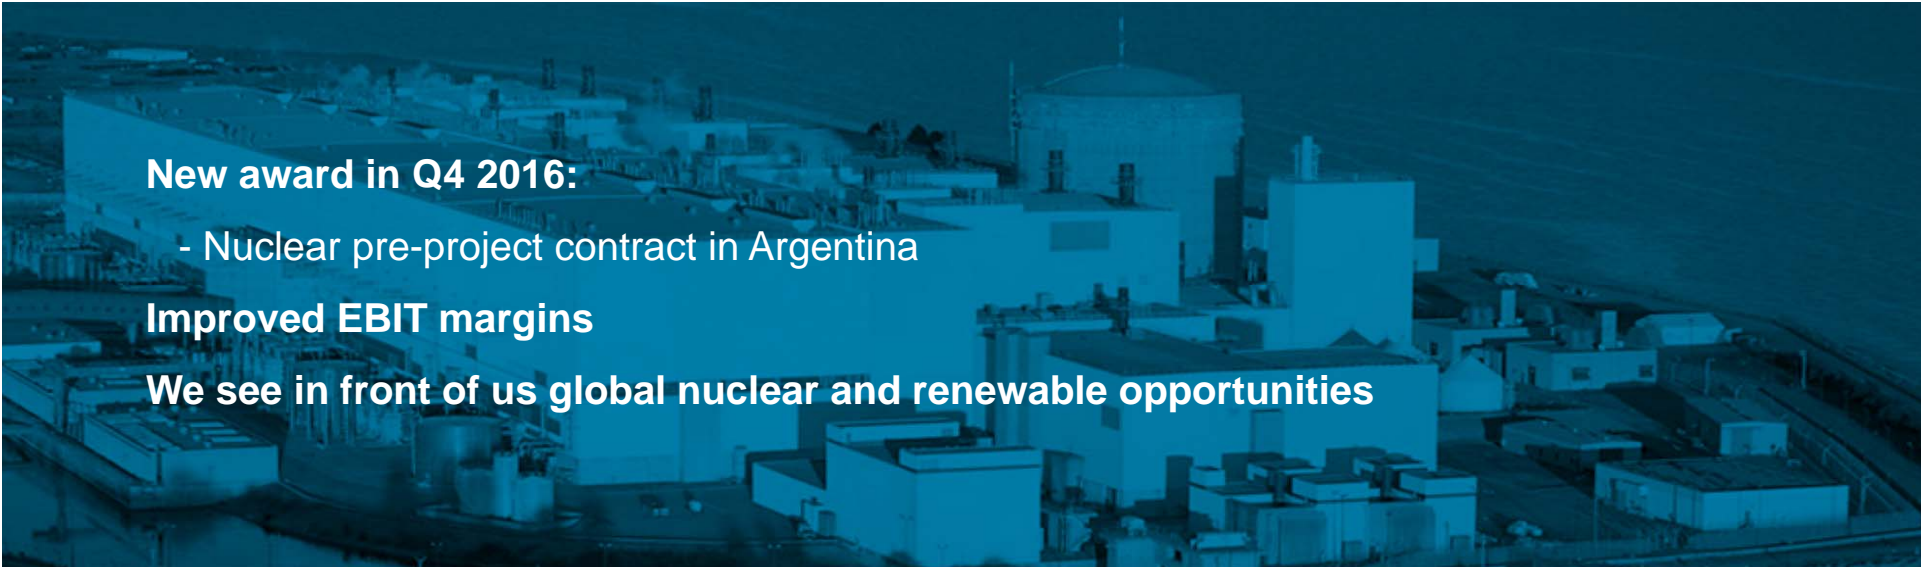 New award in Q4 2016:
- Nuclear pre-project contract in Argentina
Improved EBIT margins
We see in front of us global nuclear and renewable opportunities